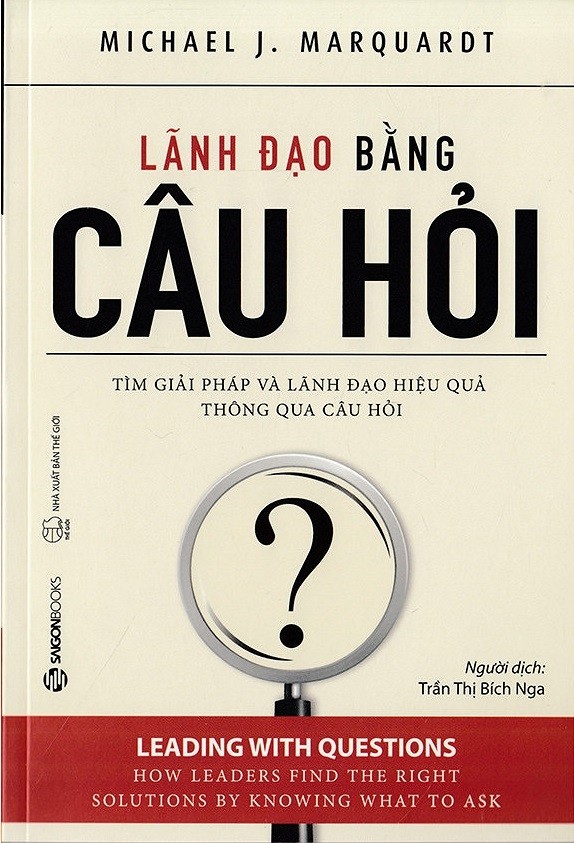 MICHAEL J. MARQUARDT
LÃNH ĐẠO BẰNG
CÂU HỎI
TÌM GIẢI PHÁP VÀ LÃNH ĐẠO HIỆU QUẢ
THÔNG QUA CÂU HỎI
NHÀ XUẤT BẢN THẾ GIỚI
THẾ GIỚI
SAIGONBOOKS
?
Người dịch:
Trần Thị Bích Nga
LEADING WITH QUESTIONS
HOW LEADERS FIND THE RIGHT
SOLUTIONS BY KNOWING WHAT TO ASK